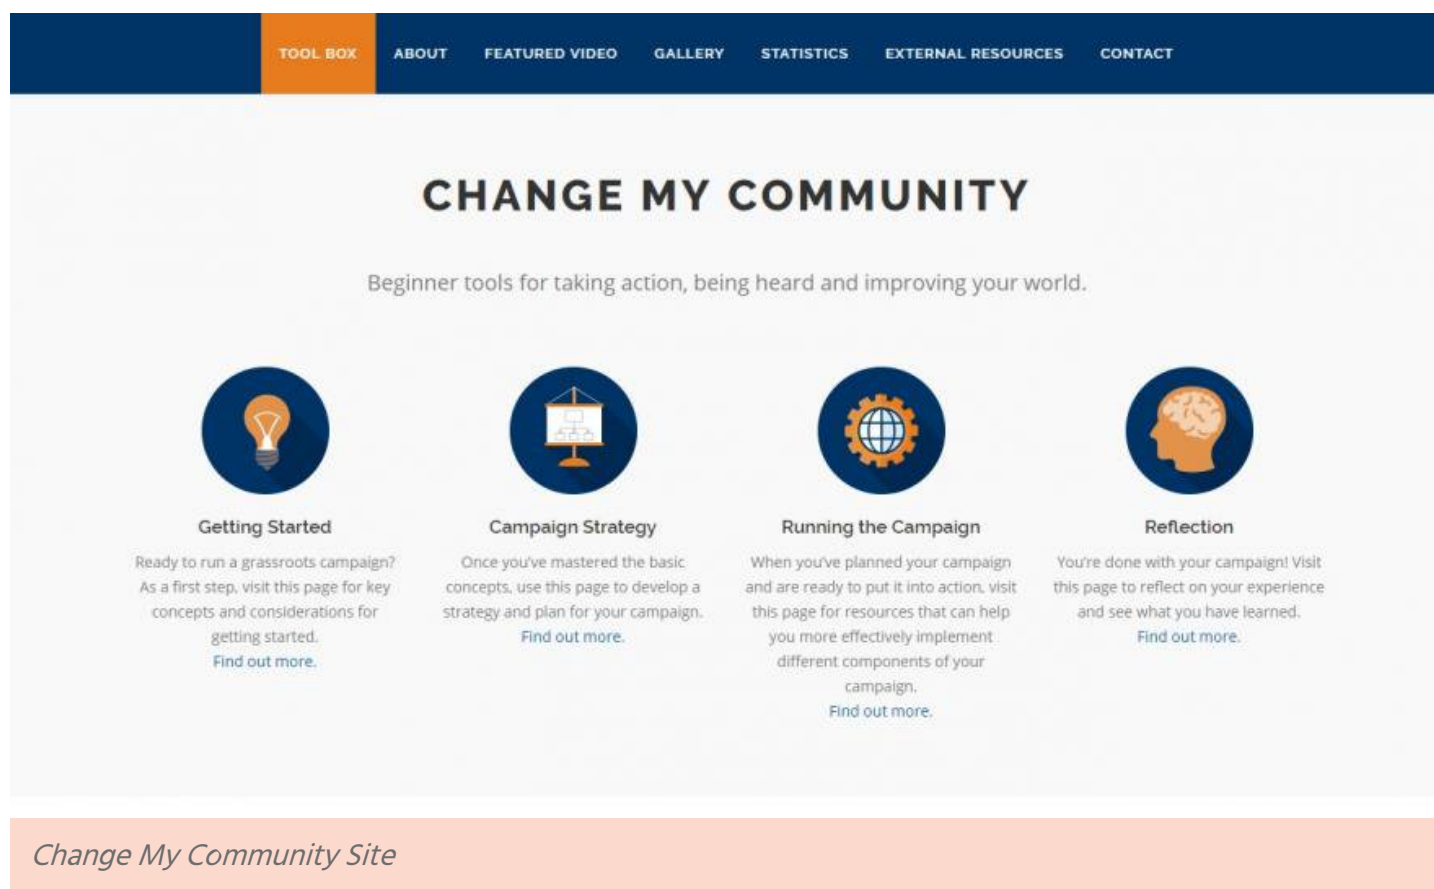 TOOL BOX ABOUT FEATURED VIDEO GALLERY STATISTICS EXTERNAL RESOURCES CONTACT
CHANGE MY COMMUNITY
Beginner tools for taking action, being heard and improving your world.
Getting Started
Ready to run a grassroots campaign?
As a first step, visit this page for key
concepts and considerations for
getting started.
Find out more.
Campaign Strategy
Once you've mastered the basic
concepts, use this page to develop a
strategy and plan for your campaign.
Find out more.
Running the Campaign
When you've planned your campaign
and are ready to put it into action, visit
this page for resources that can help
you more effectively implement
different components of your
campaign.
Find out more.
Reflection
You're done with your campaign! Visit
this page to reflect on your experience
and see what you have learned.
Find out more.
Change My Community Site